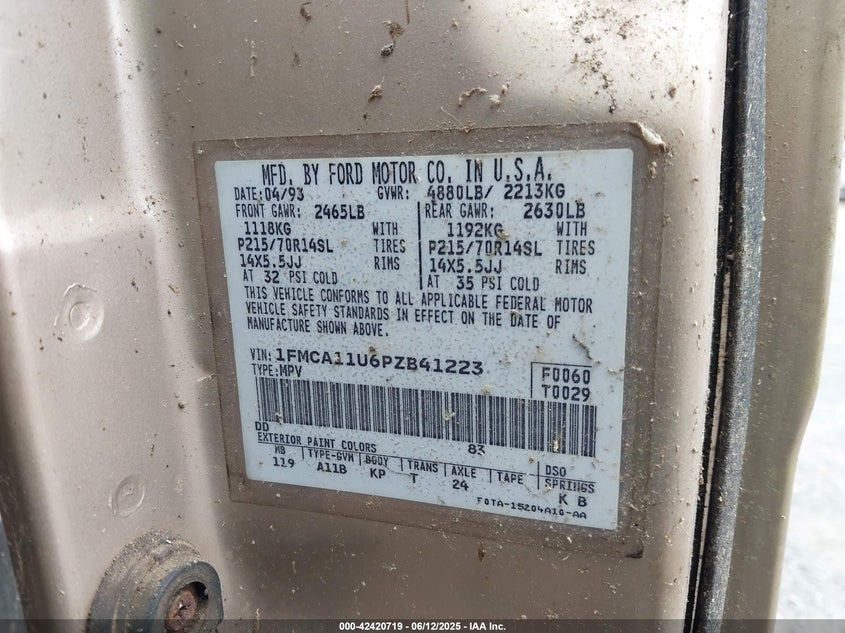 MFD. BY FORD MOTOR CO. IN U.S.A.
DATE: 04/93 GVWR: 4880LB/ 2213KG
FRONT GAWR: 2465LB REAR GAWR: 2630LB
1118KG WITH 1192KG WITH
P215/70R14SL TIRES P215/70R14SL TIRES
14X5.5JJ RIMS 14X5.5JJ RIMS
AT 32 PSI COLD AT 35 PSI COLD
THIS VEHICLE CONFORMS TO ALL APPLICABLE FEDERAL MOTOR
VEHICLE SAFETY STANDARDS IN EFFECT ON THE DATE OF
MANUFACTURE SHOWN ABOVE.
VIN: 1FMCA11U6PZB41223 F0060
TYPE: MPV T0029
DD 83
EXTERIOR PAINT COLORS DSO
WB TYPE-GVM BODY TRANS AXLE TAPE SPRINGS
119 A11B KP T 24 K B
F0TA-15204A10-AA
000-42420719 - 06/12/2025 - IAA Inc.